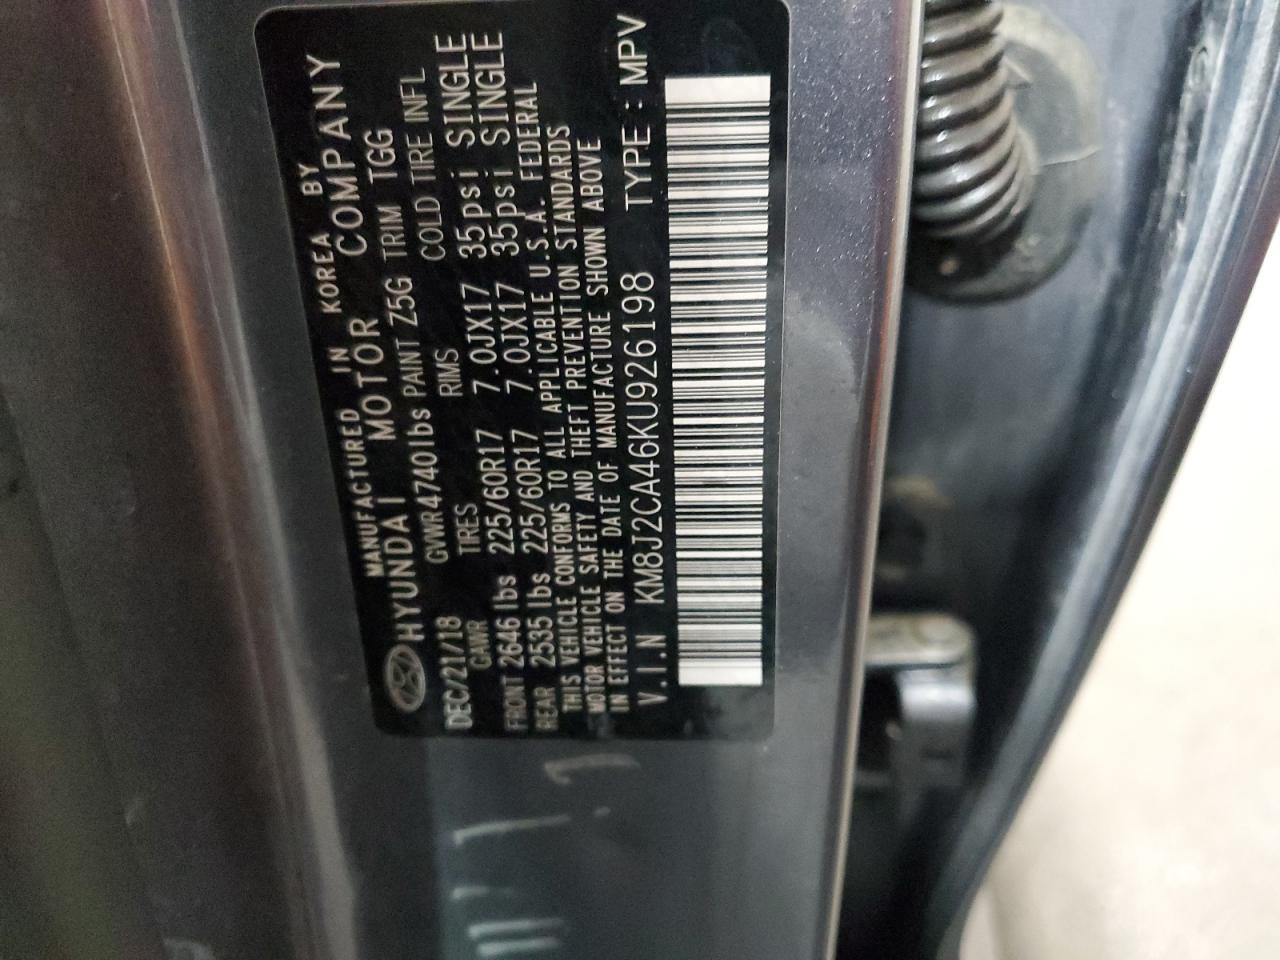 MANUFACTURED IN KOREA BY
HYUNDAI MOTOR COMPANY
DEC/21/18 GVWR 4740lbs PAINT Z5G TRIM TGG
GAWR TIRES RIMS COLD TIRE INFL
FRONT 2646 lbs 225/60R17 7.0JX17 35psi SINGLE
REAR 2535 lbs 225/60R17 7.0JX17 35psi SINGLE
THIS VEHICLE CONFORMS TO ALL APPLICABLE U.S.A. FEDERAL
MOTOR VEHICLE SAFETY AND THEFT PREVENTION STANDARDS
IN EFFECT ON THE DATE OF MANUFACTURE SHOWN ABOVE
V.I.N KM8J2CA46KU926198 TYPE : MPV